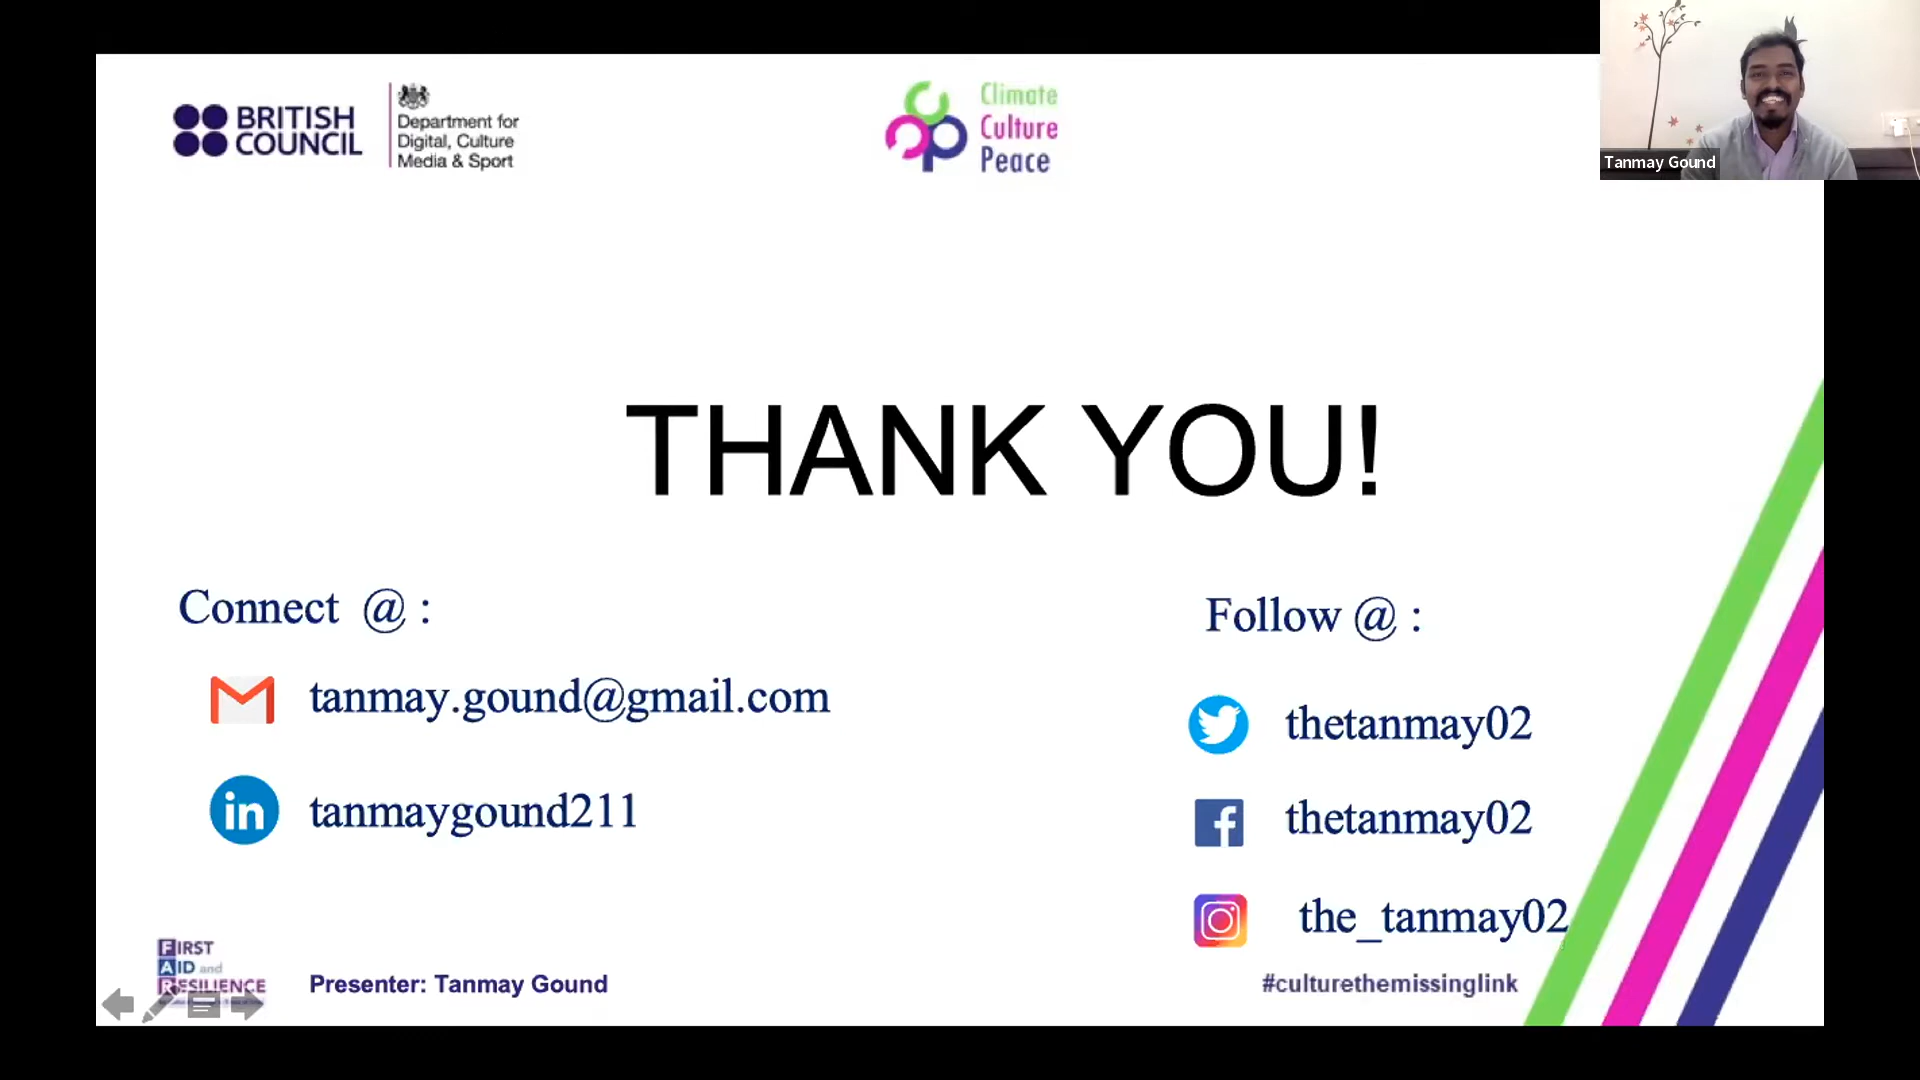 BRITISH
COUNCIL
Department for
Digital, Culture
Media & Sport
Climate
Culture
Peace
Tanmay Gound
THANK YOU!
Connect @ :
tanmay.gound@gmail.com
in tanmaygound211
Follow @ :
thetanmay02
f thetanmay02
the_tanmay02
FIRST
AID and
RESILIENCE
Presenter: Tanmay Gound
#culturethemissinglink